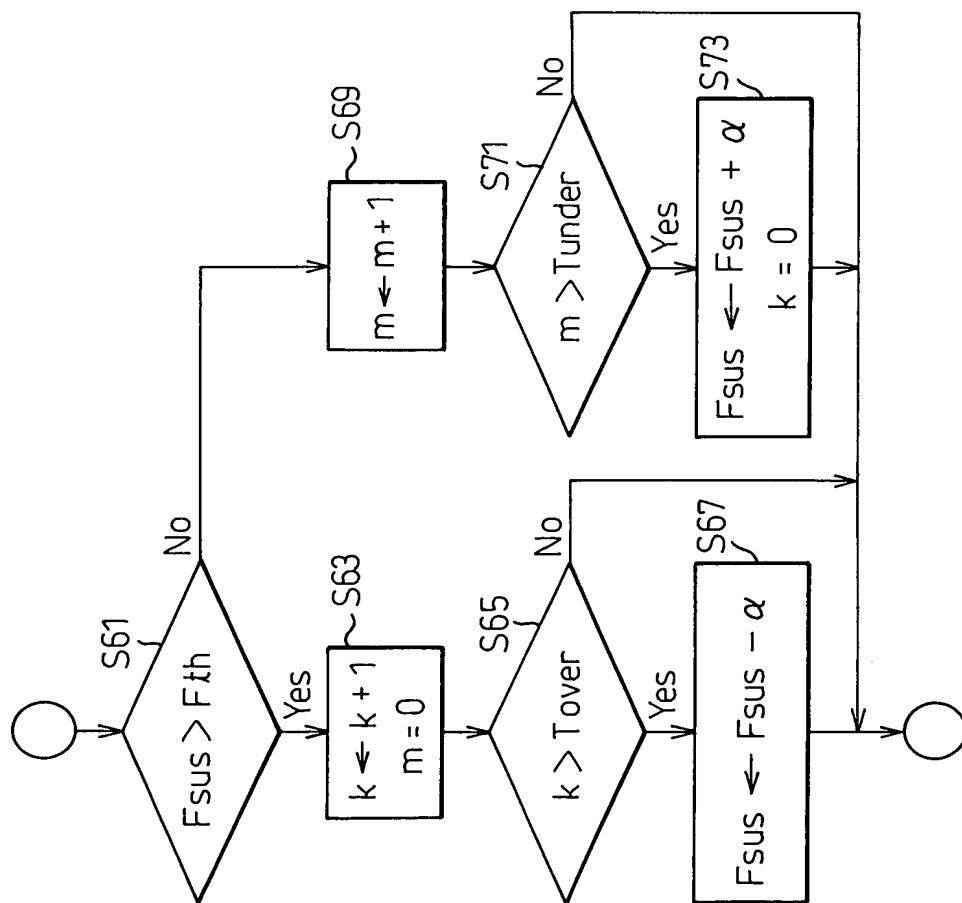 S61
Fsus > Fth
No
Yes
S63
k ← k + 1
m = 0
S65
k > Tover
No
Yes
S67
Fsus ← Fsus − α
S69
m ← m + 1
S71
m > Tunder
No
Yes
S73
Fsus ← Fsus + α
k = 0